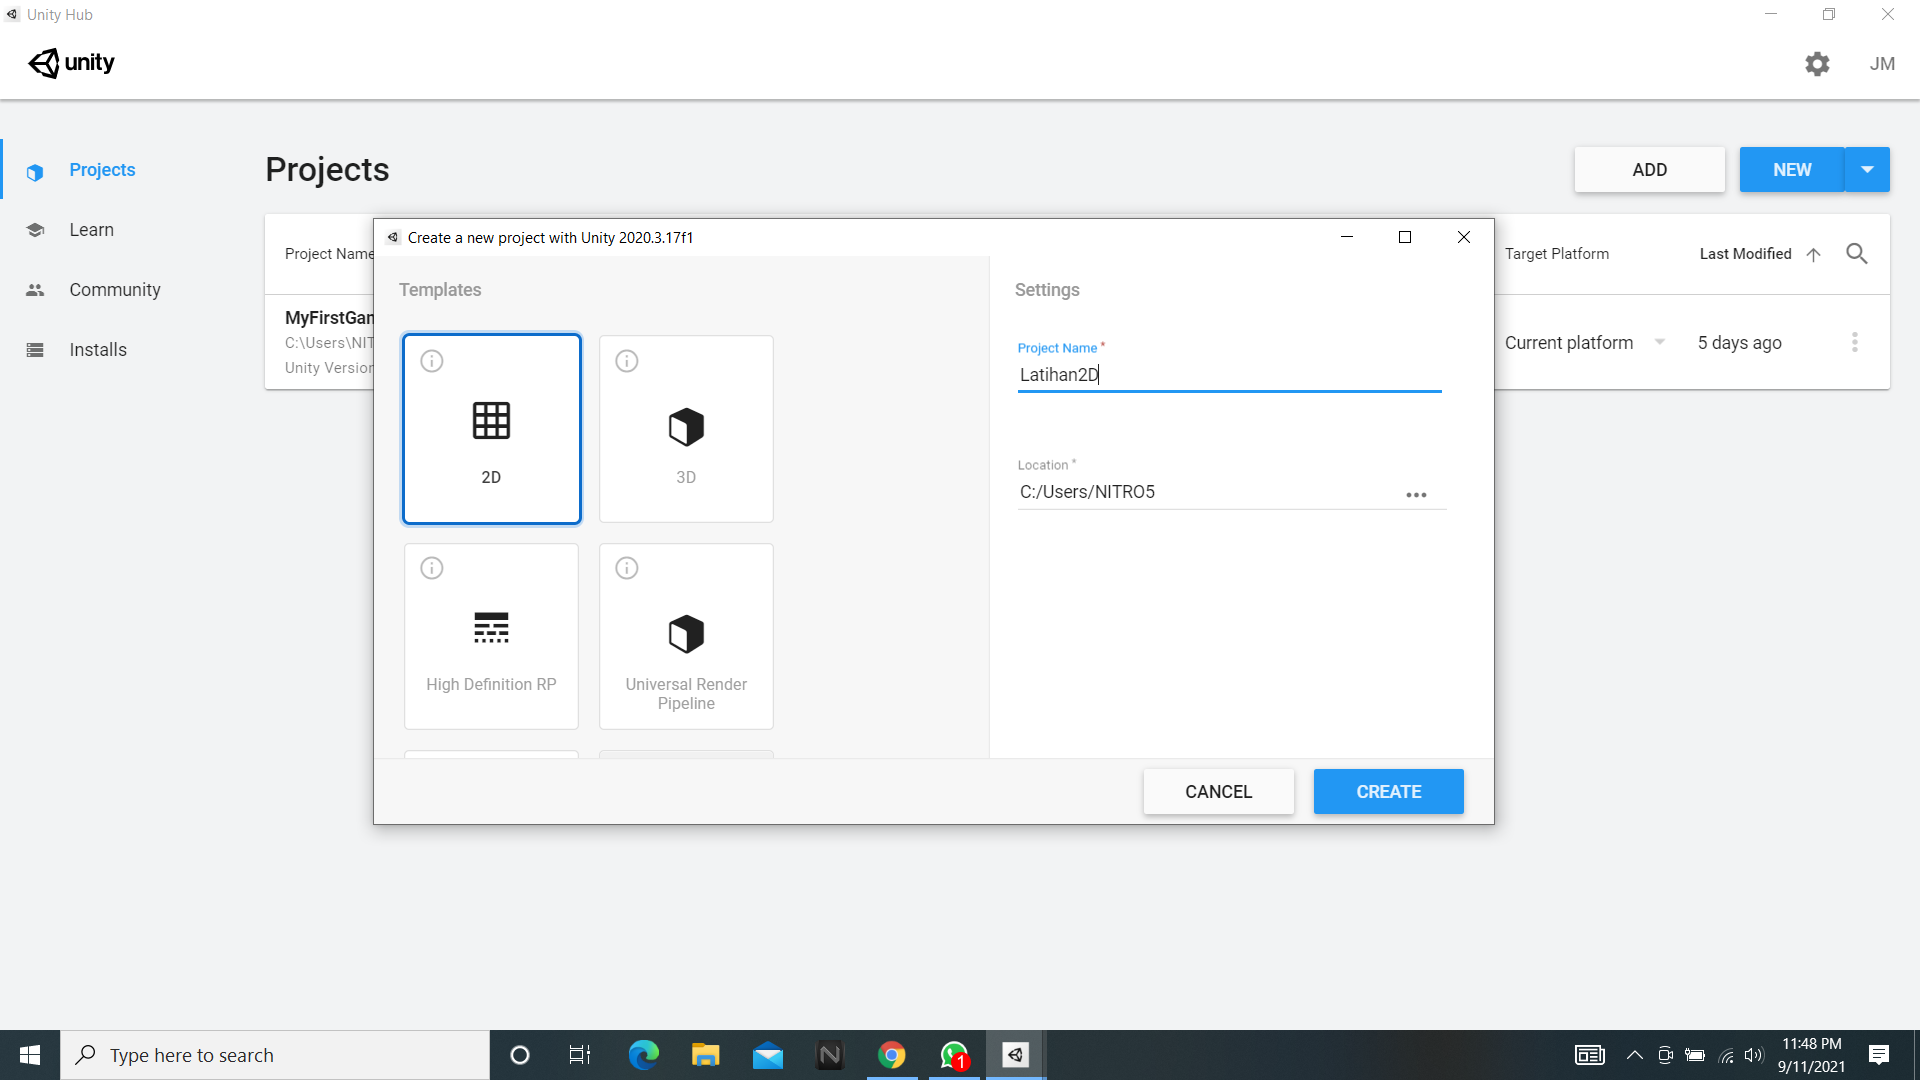 Unity Hub
unity
JM
Projects
Learn
Community
Installs
Projects
ADD
NEW
Project Name
Target Platform
Last Modified
MyFirstGam
C:\Users\NIT
Unity Version
Current platform
5 days ago
Create a new project with Unity 2020.3.17f1
Templates
2D
3D
High Definition RP
Universal Render
Pipeline
Settings
Project Name *
Latihan2D
Location *
C:/Users/NITRO5
CANCEL
CREATE
Type here to search
1
11:48 PM
9/11/2021